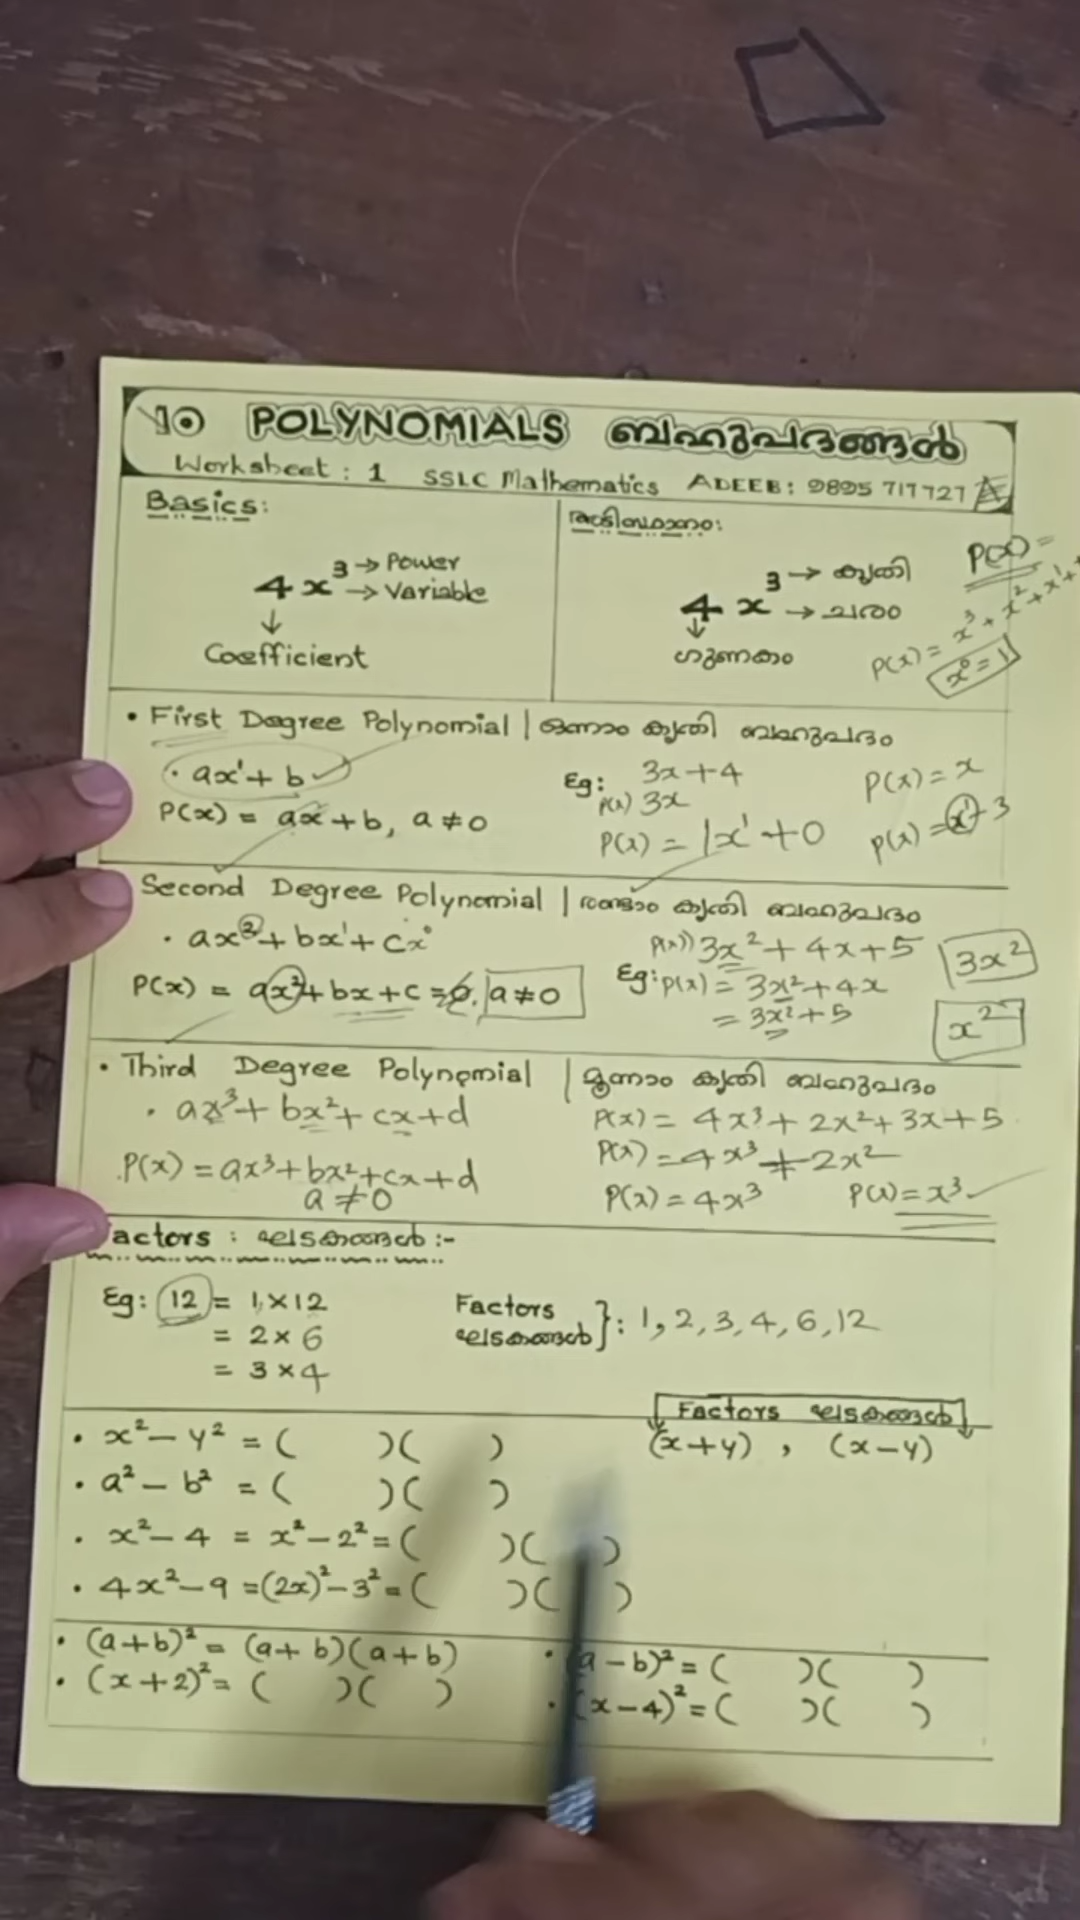 10 POLYNOMIALS ബഹുപദങ്ങൾ
Worksheet : 1 SSLC Mathematics ADEEB: 9895 717727 A
Basics:
4x³ → Power
→ Variable
↓
Coefficient
4x³ → കൃതി
→ ചരം
↓
ഗുണകം
P(x) =
P(x) = x³ + x² + x¹ +
x⁰ = 1
• First Degree Polynomial | ഒന്നാം കൃതി ബഹുപദം
• ax¹ + b
P(x) = ax + b, a ≠ 0
Eg: 3x + 4
P(x) 3x
P(x) = 1x¹ + 0
P(x) = x
P(x) = x¹ + 3
Second Degree Polynomial | രണ്ടാം കൃതി ബഹുപദം
• ax² + bx¹ + cx⁰
P(x) = ax² + bx + c = 0, a ≠ 0
P(x) 3x² + 4x + 5
Eg: P(x) = 3x² + 4x
= 3x² + 5
3x²
x²
• Third Degree Polynomial | മൂന്നാം കൃതി ബഹുപദം
• ax³ + bx² + cx + d
P(x) = ax³ + bx² + cx + d
a ≠ 0
P(x) = 4x³ + 2x² + 3x + 5
P(x) = 4x³ + 2x²
P(x) = 4x³ P(x) = x³
actors : ഘടകങ്ങൾ :-
Eg: 12 = 1 × 12
= 2 × 6
= 3 × 4
Factors
ഘടകങ്ങൾ } : 1, 2, 3, 4, 6, 12
Factors ഘടകങ്ങൾ
• x² − y² = ( )( ) (x + y) , (x − y)
• a² − b² = ( )( )
• x² − 4 = x² − 2² = ( )( )
• 4x² − 9 = (2x)² − 3² = ( )( )
• (a + b)² = (a + b)(a + b) • (a − b)² = ( )( )
• (x + 2)² = ( )( ) • (x − 4)² = ( )( )